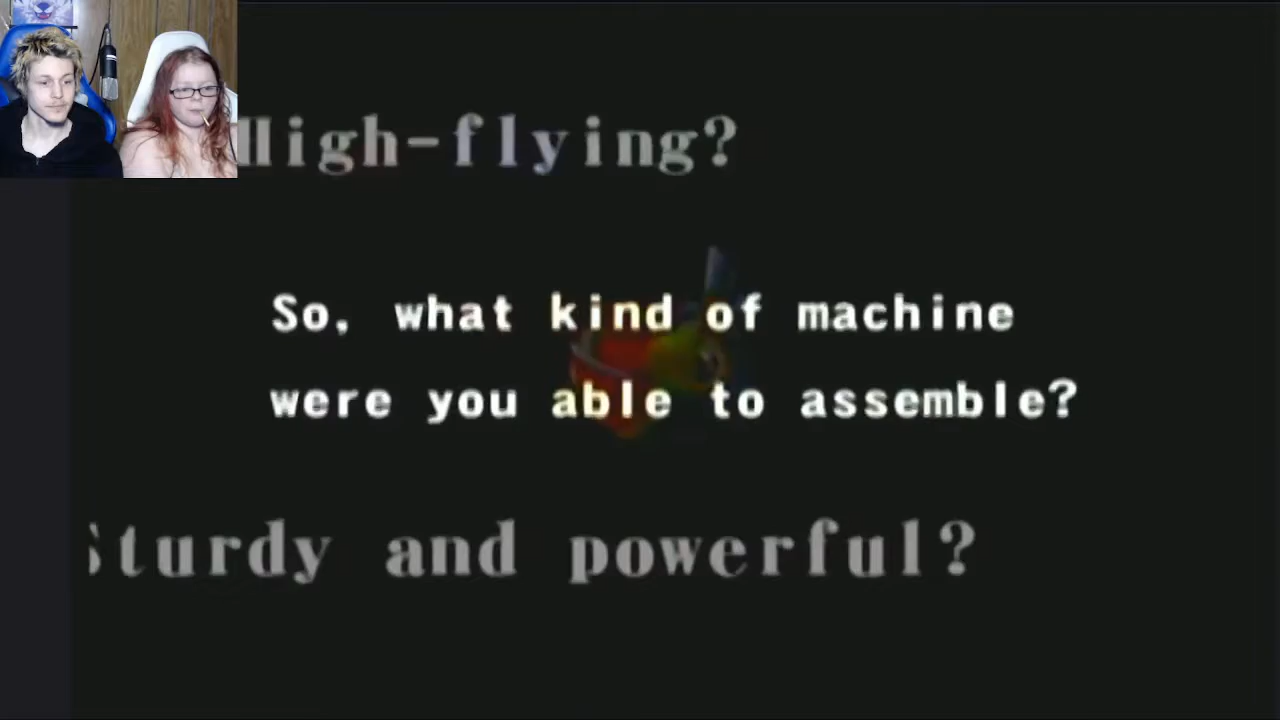 High-flying?
So, what kind of machine
were you able to assemble?
Sturdy and powerful?